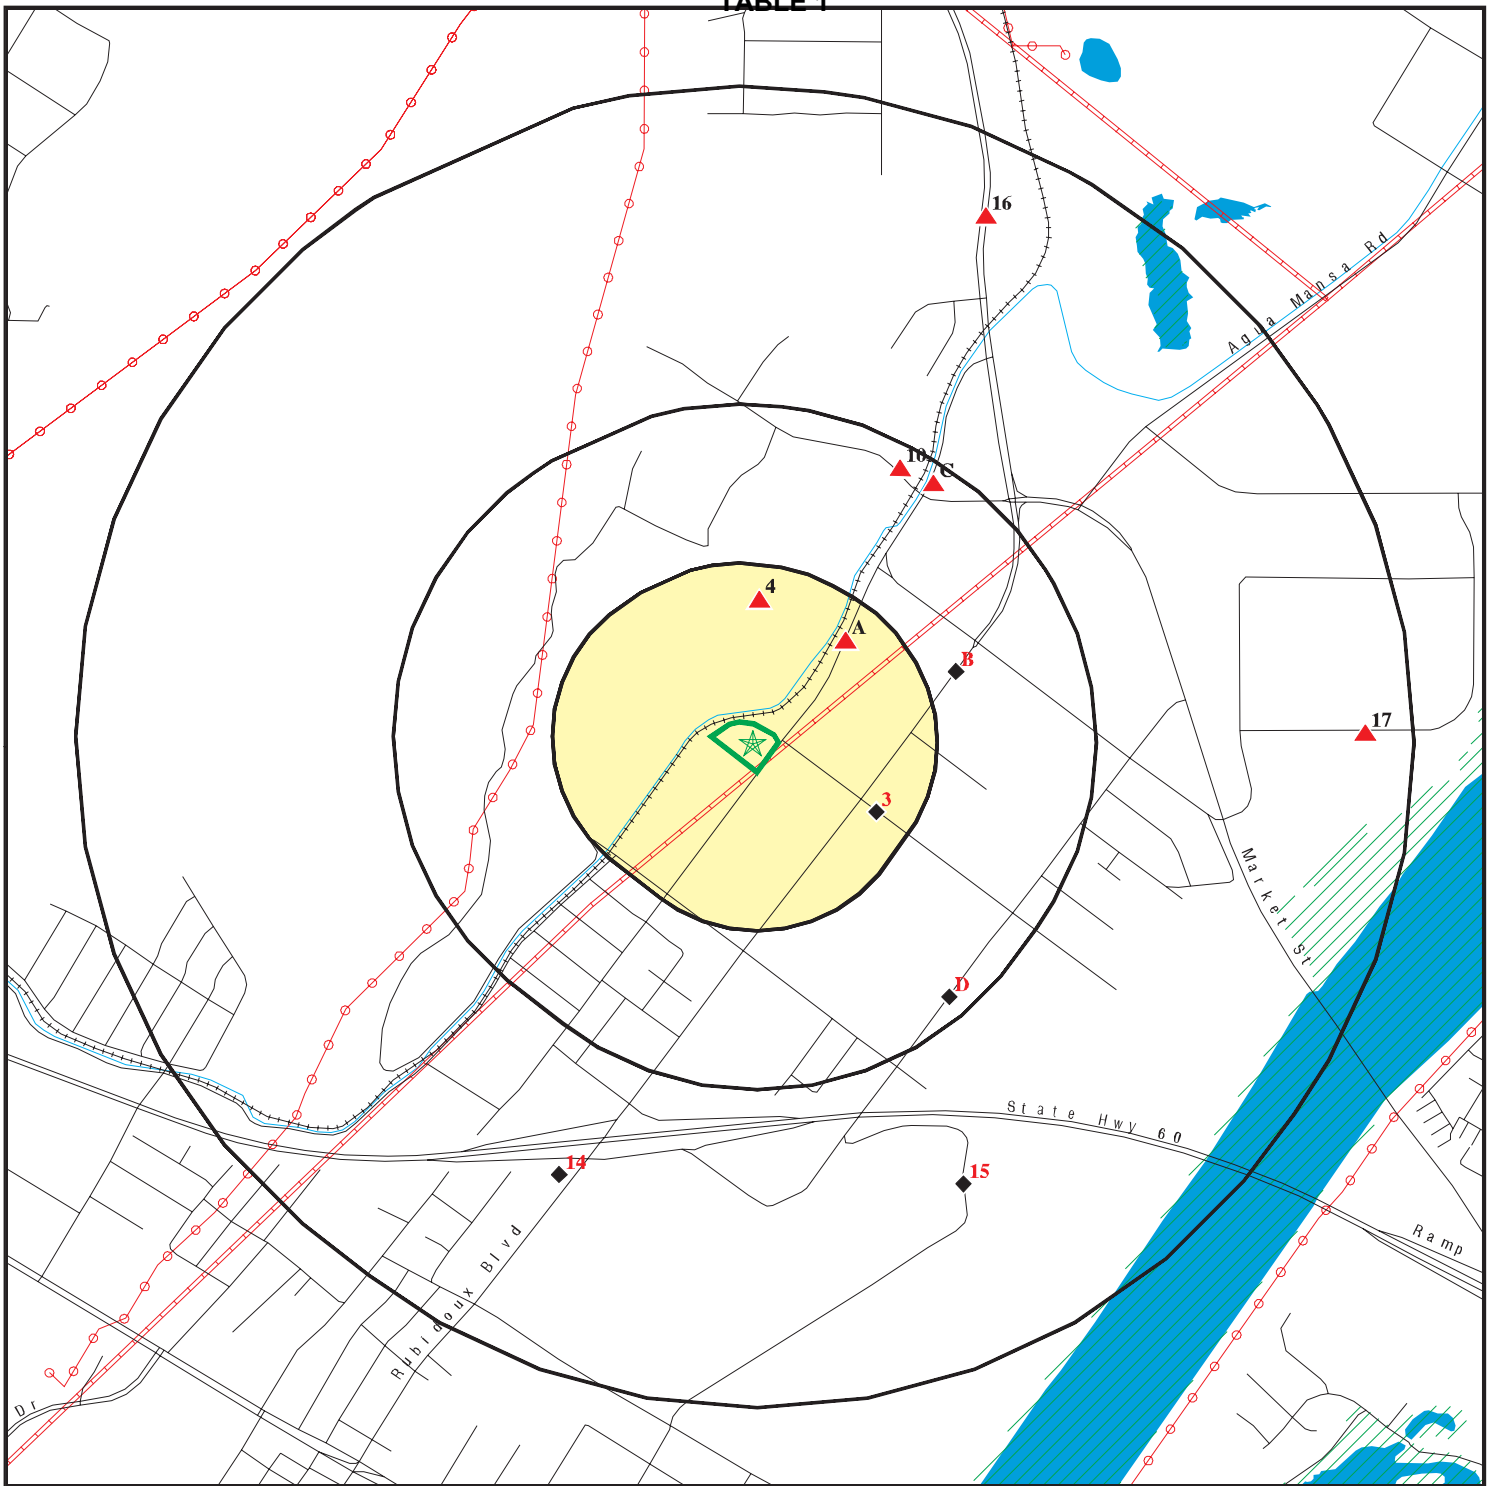 TABLE 1
16
Agua Mansa Rd
10
C
4
A
B
17
3
Market St
D
State Hwy 60
14
15
Ramp
Rubidoux Blvd
Dr